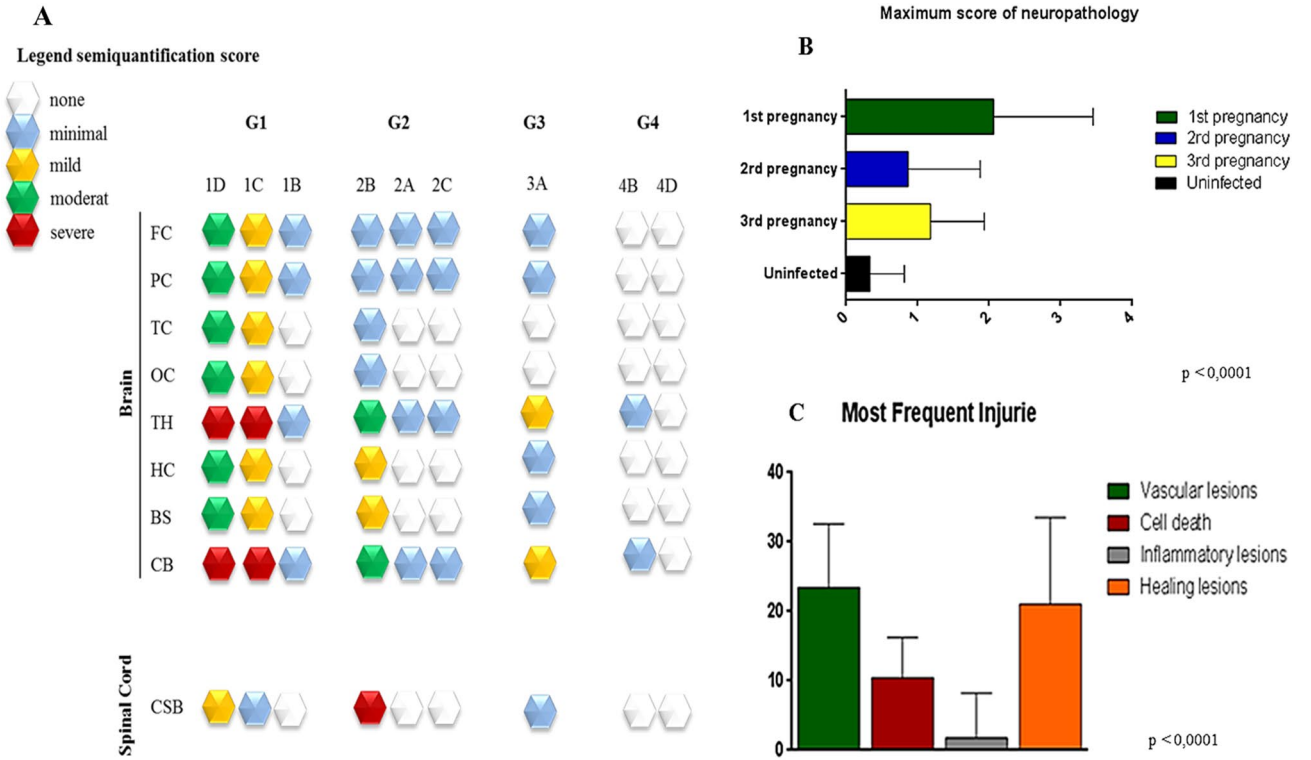 A
Legend semiquantification score
none
minimal
mild
moderat
severe
G1 G2 G3 G4
1D 1C 1B 2B 2A 2C 3A 4B 4D
Brain
FC
PC
TC
OC
TH
HC
BS
CB
Spinal Cord
CSB
Maximum score of neuropathology
B
1st pregnancy
2rd pregnancy
3rd pregnancy
Uninfected
0 1 2 3 4
1st pregnancy
2rd pregnancy
3rd pregnancy
Uninfected
p <0,0001
C Most Frequent Injurie
40
30
20
10
0
Vascular lesions
Cell death
Inflammatory lesions
Healing lesions
p <0,0001